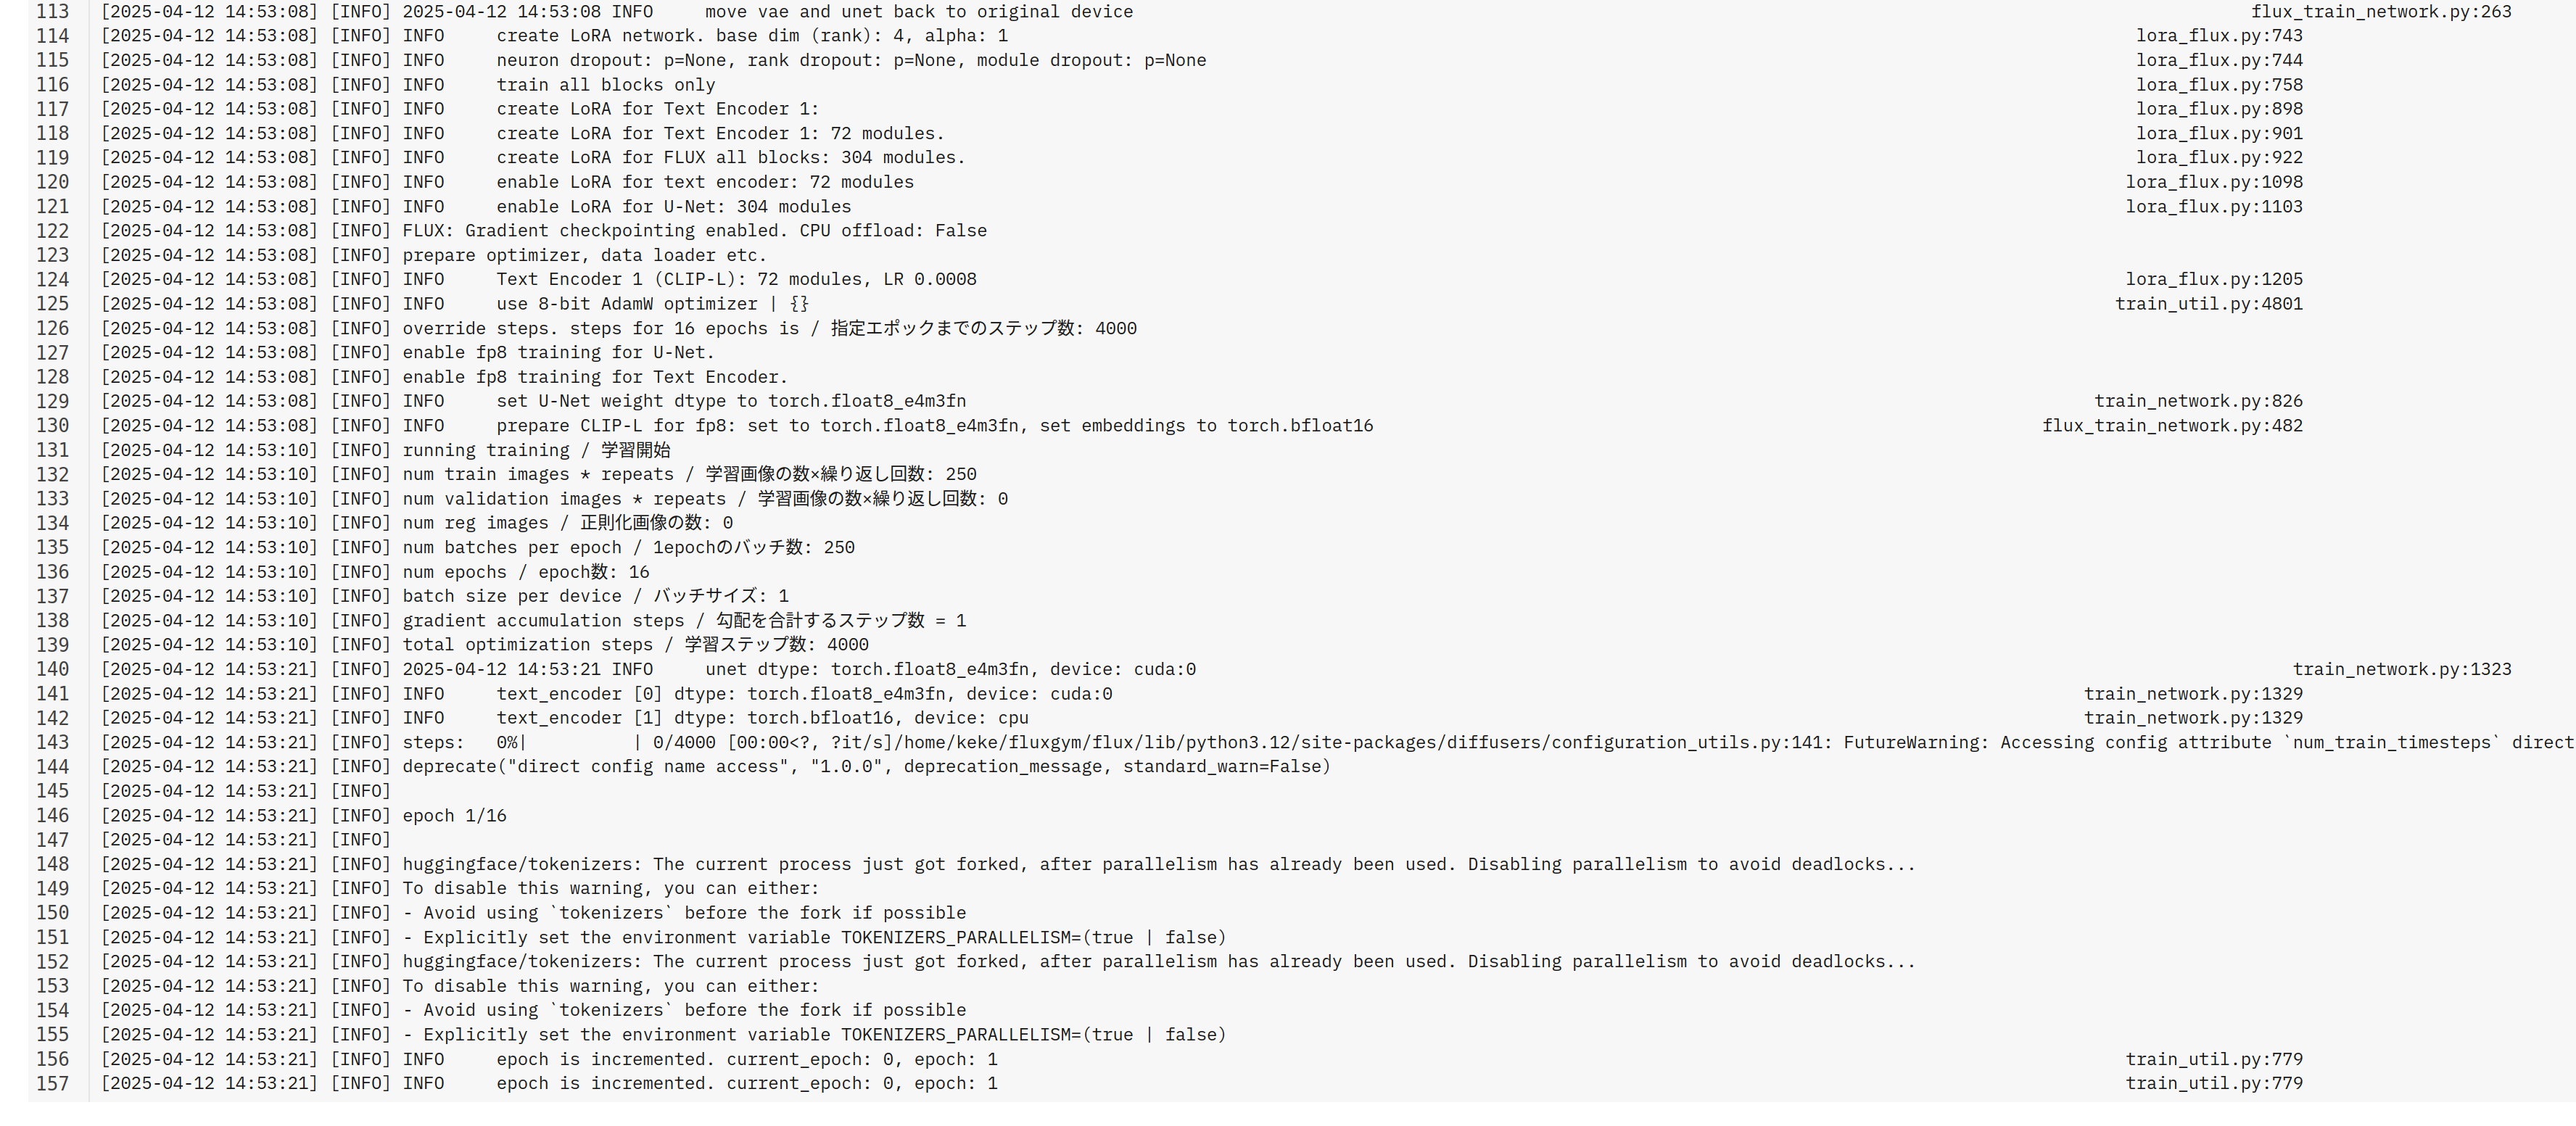 113 [2025-04-12 14:53:08] [INFO] 2025-04-12 14:53:08 INFO     move vae and unet back to original device flux_train_network.py:263
114 [2025-04-12 14:53:08] [INFO] INFO     create LoRA network. base dim (rank): 4, alpha: 1 lora_flux.py:743
115 [2025-04-12 14:53:08] [INFO] INFO     neuron dropout: p=None, rank dropout: p=None, module dropout: p=None lora_flux.py:744
116 [2025-04-12 14:53:08] [INFO] INFO     train all blocks only lora_flux.py:758
117 [2025-04-12 14:53:08] [INFO] INFO     create LoRA for Text Encoder 1: lora_flux.py:898
118 [2025-04-12 14:53:08] [INFO] INFO     create LoRA for Text Encoder 1: 72 modules. lora_flux.py:901
119 [2025-04-12 14:53:08] [INFO] INFO     create LoRA for FLUX all blocks: 304 modules. lora_flux.py:922
120 [2025-04-12 14:53:08] [INFO] INFO     enable LoRA for text encoder: 72 modules lora_flux.py:1098
121 [2025-04-12 14:53:08] [INFO] INFO     enable LoRA for U-Net: 304 modules lora_flux.py:1103
122 [2025-04-12 14:53:08] [INFO] FLUX: Gradient checkpointing enabled. CPU offload: False
123 [2025-04-12 14:53:08] [INFO] prepare optimizer, data loader etc.
124 [2025-04-12 14:53:08] [INFO] INFO     Text Encoder 1 (CLIP-L): 72 modules, LR 0.0008 lora_flux.py:1205
125 [2025-04-12 14:53:08] [INFO] INFO     use 8-bit AdamW optimizer | {} train_util.py:4801
126 [2025-04-12 14:53:08] [INFO] override steps. steps for 16 epochs is / 指定エポックまでのステップ数: 4000
127 [2025-04-12 14:53:08] [INFO] enable fp8 training for U-Net.
128 [2025-04-12 14:53:08] [INFO] enable fp8 training for Text Encoder.
129 [2025-04-12 14:53:08] [INFO] INFO     set U-Net weight dtype to torch.float8_e4m3fn train_network.py:826
130 [2025-04-12 14:53:08] [INFO] INFO     prepare CLIP-L for fp8: set to torch.float8_e4m3fn, set embeddings to torch.bfloat16 flux_train_network.py:482
131 [2025-04-12 14:53:10] [INFO] running training / 学習開始
132 [2025-04-12 14:53:10] [INFO] num train images * repeats / 学習画像の数×繰り返し回数: 250
133 [2025-04-12 14:53:10] [INFO] num validation images * repeats / 学習画像の数×繰り返し回数: 0
134 [2025-04-12 14:53:10] [INFO] num reg images / 正則化画像の数: 0
135 [2025-04-12 14:53:10] [INFO] num batches per epoch / 1epochのバッチ数: 250
136 [2025-04-12 14:53:10] [INFO] num epochs / epoch数: 16
137 [2025-04-12 14:53:10] [INFO] batch size per device / バッチサイズ: 1
138 [2025-04-12 14:53:10] [INFO] gradient accumulation steps / 勾配を合計するステップ数 = 1
139 [2025-04-12 14:53:10] [INFO] total optimization steps / 学習ステップ数: 4000
140 [2025-04-12 14:53:21] [INFO] 2025-04-12 14:53:21 INFO     unet dtype: torch.float8_e4m3fn, device: cuda:0 train_network.py:1323
141 [2025-04-12 14:53:21] [INFO] INFO     text_encoder [0] dtype: torch.float8_e4m3fn, device: cuda:0 train_network.py:1329
142 [2025-04-12 14:53:21] [INFO] INFO     text_encoder [1] dtype: torch.bfloat16, device: cpu train_network.py:1329
143 [2025-04-12 14:53:21] [INFO] steps:   0%|          | 0/4000 [00:00<?, ?it/s]/home/keke/fluxgym/flux/lib/python3.12/site-packages/diffusers/configuration_utils.py:141: FutureWarning: Accessing config attribute `num_train_timesteps` direct
144 [2025-04-12 14:53:21] [INFO] deprecate("direct config name access", "1.0.0", deprecation_message, standard_warn=False)
145 [2025-04-12 14:53:21] [INFO]
146 [2025-04-12 14:53:21] [INFO] epoch 1/16
147 [2025-04-12 14:53:21] [INFO]
148 [2025-04-12 14:53:21] [INFO] huggingface/tokenizers: The current process just got forked, after parallelism has already been used. Disabling parallelism to avoid deadlocks...
149 [2025-04-12 14:53:21] [INFO] To disable this warning, you can either:
150 [2025-04-12 14:53:21] [INFO] - Avoid using `tokenizers` before the fork if possible
151 [2025-04-12 14:53:21] [INFO] - Explicitly set the environment variable TOKENIZERS_PARALLELISM=(true | false)
152 [2025-04-12 14:53:21] [INFO] huggingface/tokenizers: The current process just got forked, after parallelism has already been used. Disabling parallelism to avoid deadlocks...
153 [2025-04-12 14:53:21] [INFO] To disable this warning, you can either:
154 [2025-04-12 14:53:21] [INFO] - Avoid using `tokenizers` before the fork if possible
155 [2025-04-12 14:53:21] [INFO] - Explicitly set the environment variable TOKENIZERS_PARALLELISM=(true | false)
156 [2025-04-12 14:53:21] [INFO] INFO     epoch is incremented. current_epoch: 0, epoch: 1 train_util.py:779
157 [2025-04-12 14:53:21] [INFO] INFO     epoch is incremented. current_epoch: 0, epoch: 1 train_util.py:779